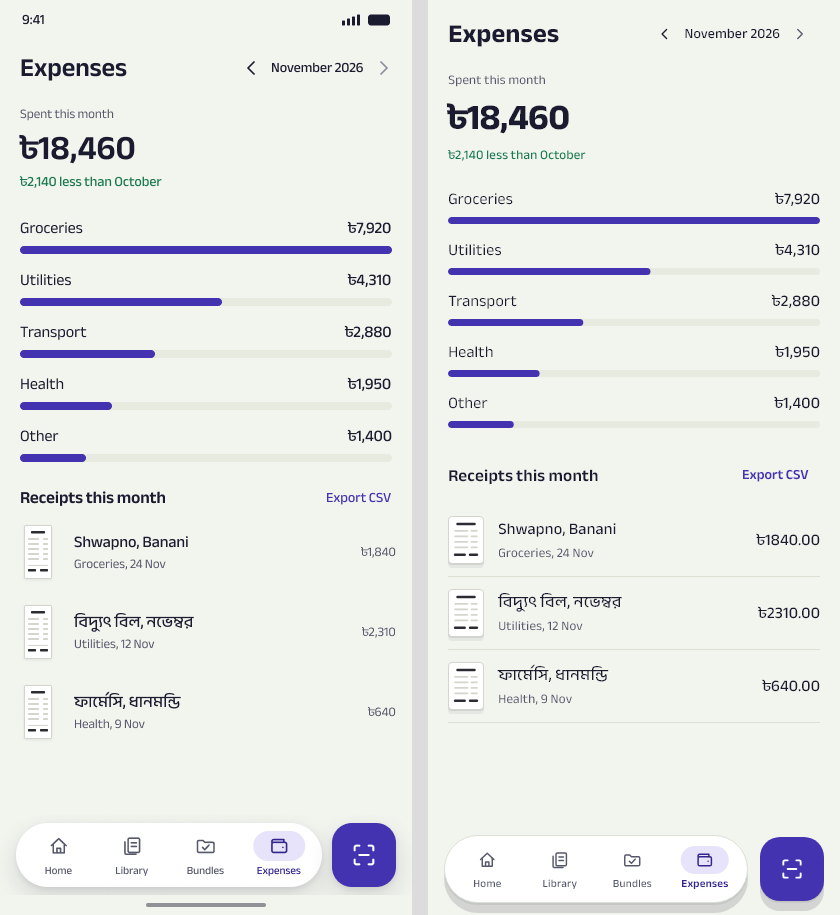 9:41
Expenses
November 2026
Spent this month
৳18,460
৳2,140 less than October
Groceries ৳7,920
Utilities ৳4,310
Transport ৳2,880
Health ৳1,950
Other ৳1,400
Receipts this month Export CSV
Shwapno, Banani
Groceries, 24 Nov
৳1,840
বিদ্যুৎ বিল, নভেম্বর
Utilities, 12 Nov
৳2,310
ফার্মেসি, ধানমন্ডি
Health, 9 Nov
৳640
Home Library Bundles Expenses
Expenses
November 2026
Spent this month
৳18,460
৳2,140 less than October
Groceries ৳7,920
Utilities ৳4,310
Transport ৳2,880
Health ৳1,950
Other ৳1,400
Receipts this month Export CSV
Shwapno, Banani
Groceries, 24 Nov
৳1840.00
বিদ্যুৎ বিল, নভেম্বর
Utilities, 12 Nov
৳2310.00
ফার্মেসি, ধানমন্ডি
Health, 9 Nov
৳640.00
Home Library Bundles Expenses